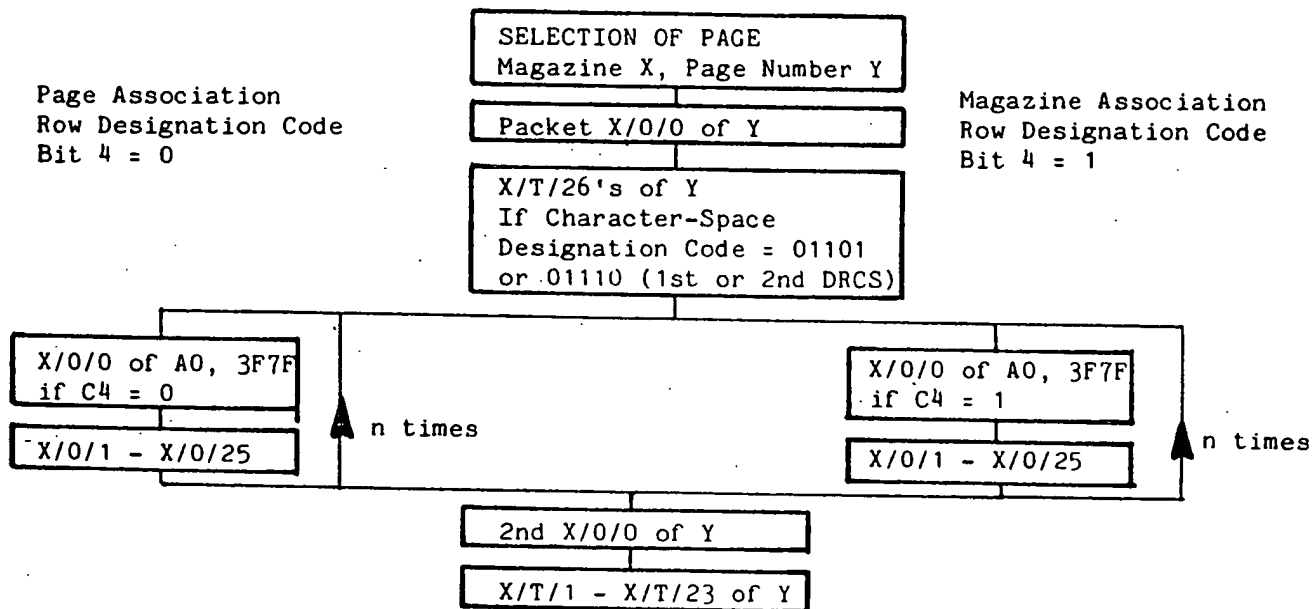 SELECTION OF PAGE
Magazine X, Page Number Y
Page Association
Row Designation Code
Bit 4 = 0
Magazine Association
Row Designation Code
Bit 4 = 1
Packet X/0/0 of Y
X/T/26's of Y
If Character-Space
Designation Code = 01101
or 01110 (1st or 2nd DRCS)
X/0/0 of A0, 3F7F
if C4 = 0
n times
X/0/1 - X/0/25
X/0/0 of A0, 3F7F
if C4 = 1
n times
X/0/1 - X/0/25
2nd X/0/0 of Y
X/T/1 - X/T/23 of Y